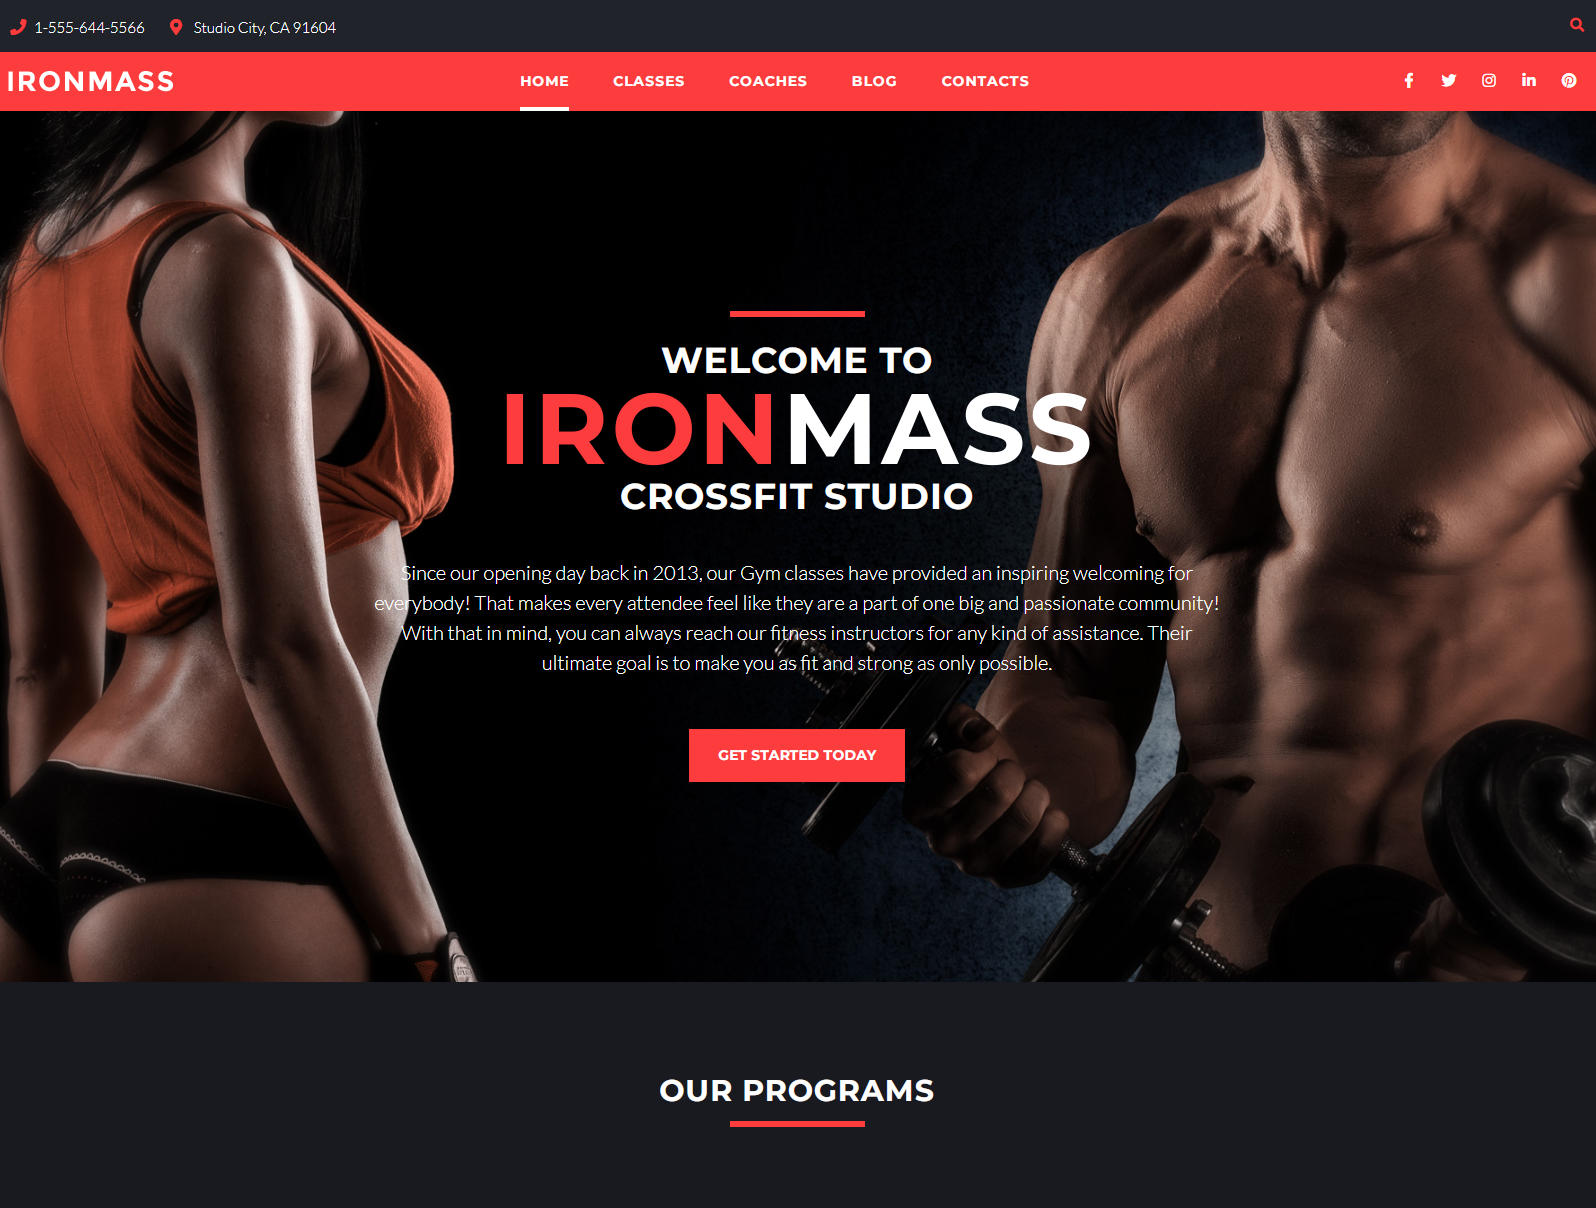 1-555-644-5566
Studio City, CA 91604
IRONMASS
HOME
CLASSES
COACHES
BLOG
CONTACTS
WELCOME TO
IRONMASS
CROSSFIT STUDIO
Since our opening day back in 2013, our Gym classes have provided an inspiring welcoming for
everybody! That makes every attendee feel like they are a part of one big and passionate community!
With that in mind, you can always reach our fitness instructors for any kind of assistance. Their
ultimate goal is to make you as fit and strong as only possible.
GET STARTED TODAY
OUR PROGRAMS